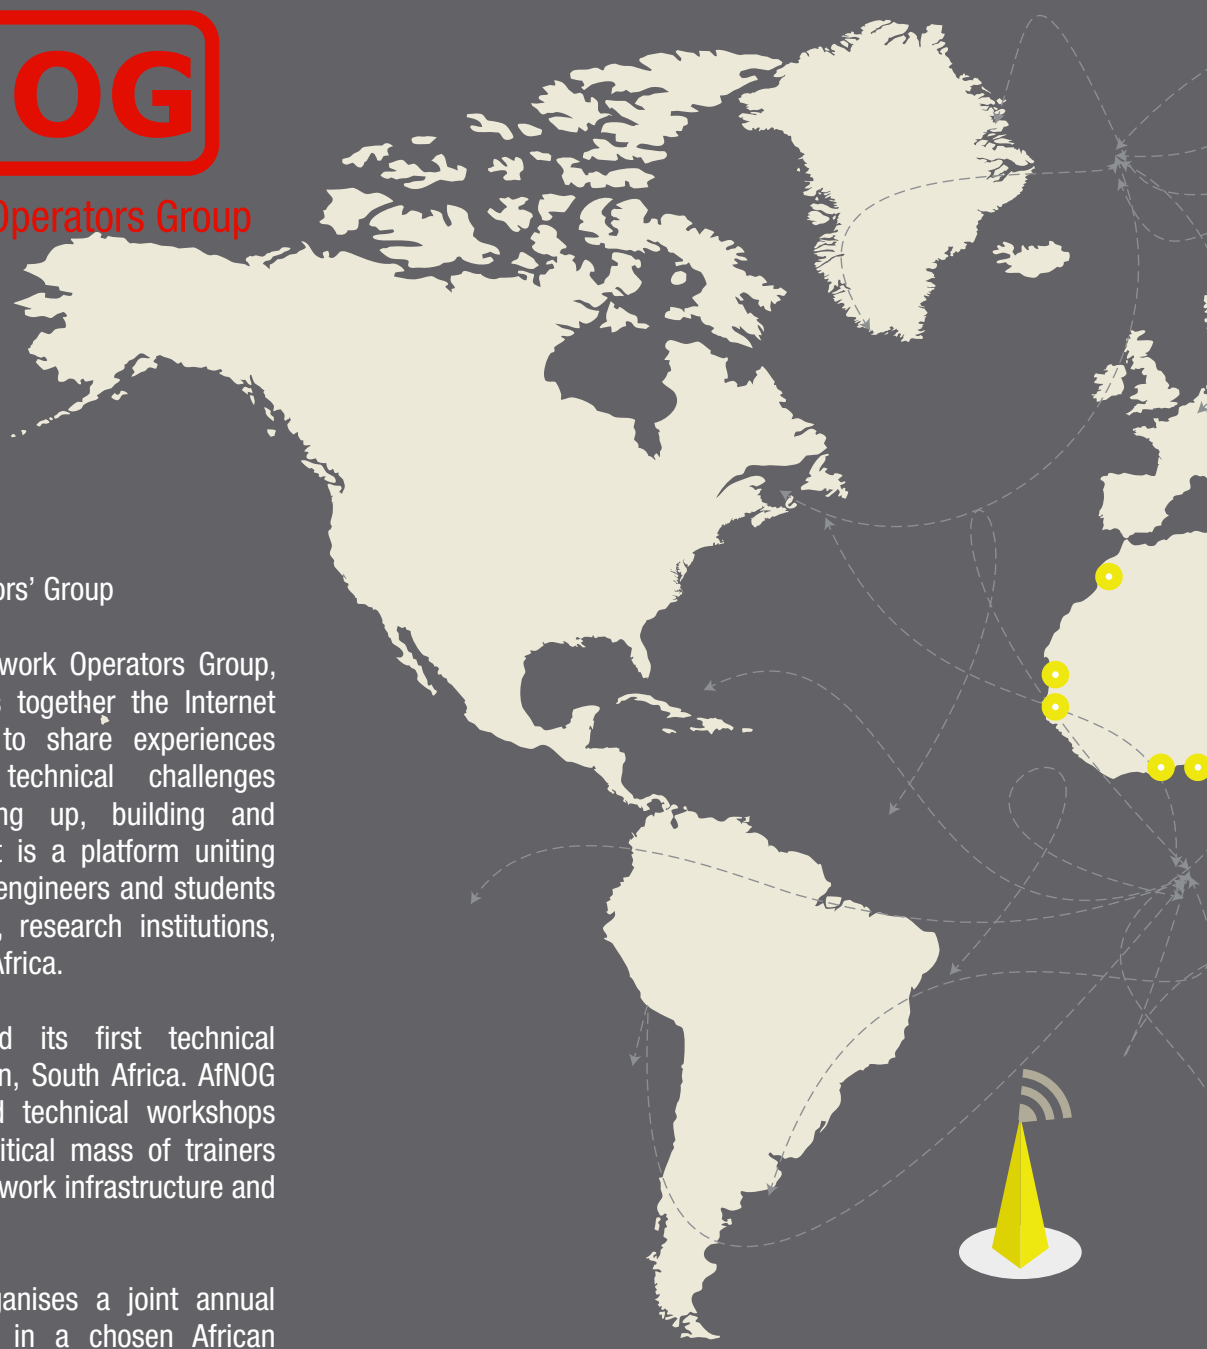 OG
Operators Group
ors’ Group
work Operators Group,
s together the Internet
to share experiences
technical challenges
ng up, building and
t is a platform uniting
engineers and students
, research institutions,
Africa.
d its first technical
n, South Africa. AfNOG
d technical workshops
itical mass of trainers
work infrastructure and
ganises a joint annual
in a chosen African